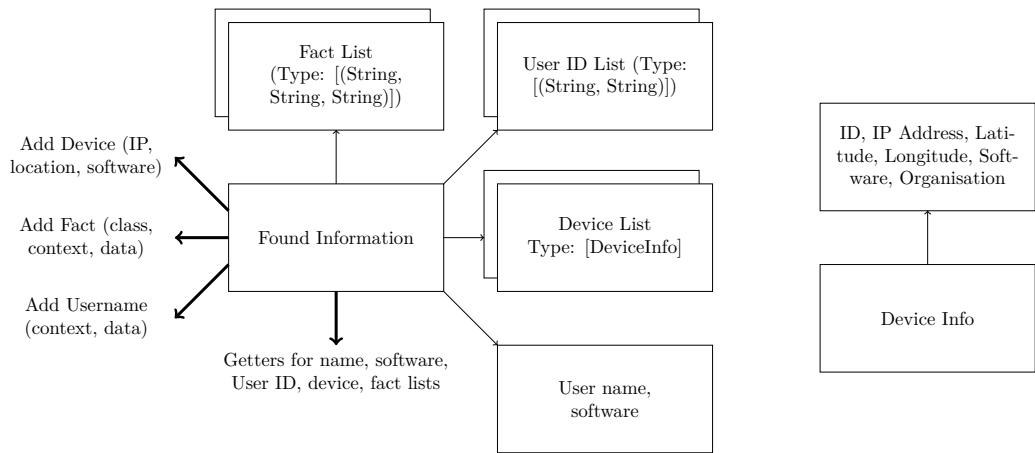 Fact List
(Type: [(String,
String, String)])
User ID List (Type:
[(String, String)])
ID, IP Address, Lati-
tude, Longitude, Soft-
ware, Organisation
Add Device (IP,
location, software)
Add Fact (class,
context, data)
Add Username
(context, data)
Found Information
Device List
Type: [DeviceInfo]
Device Info
Getters for name, software,
User ID, device, fact lists
User name,
software